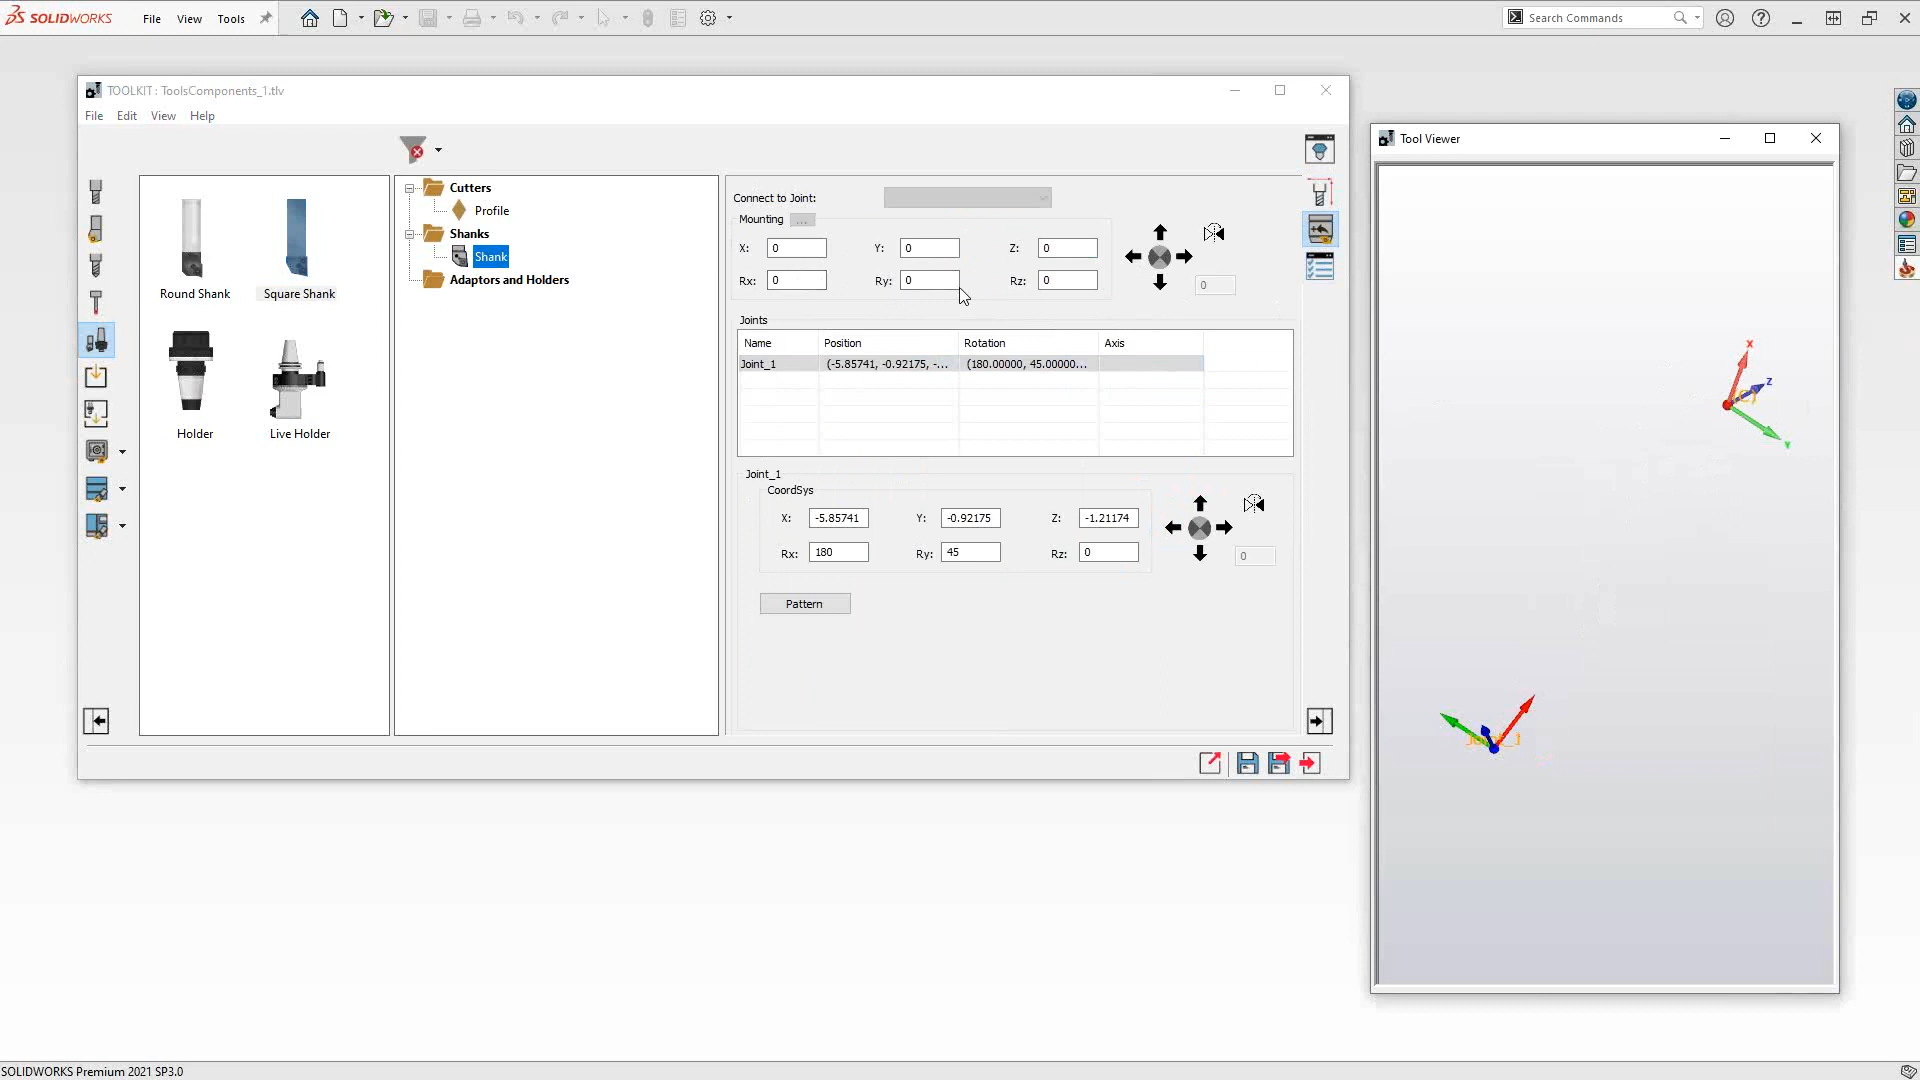 SOLIDWORKS File View Tools Search Commands
TOOLKIT : ToolsComponents_1.tlv
File Edit View Help
Tool Viewer
Round Shank
Square Shank
Holder
Live Holder
Cutters
Profile
Shanks
Shank
Adaptors and Holders
Connect to Joint:
Mounting ...
X: 0 Y: 0 Z: 0
Rx: 0 Ry: 0 Rz: 0
0
Joints
Name Position Rotation Axis
Joint_1 (-5.85741, -0.92175, -... (180.00000, 45.00000...
Joint_1
CoordSys
X: -5.85741 Y: -0.92175 Z: -1.21174
Rx: 180 Ry: 45 Rz: 0
0
Pattern
X
Z
Y
Joint_1
SOLIDWORKS Premium 2021 SP3.0